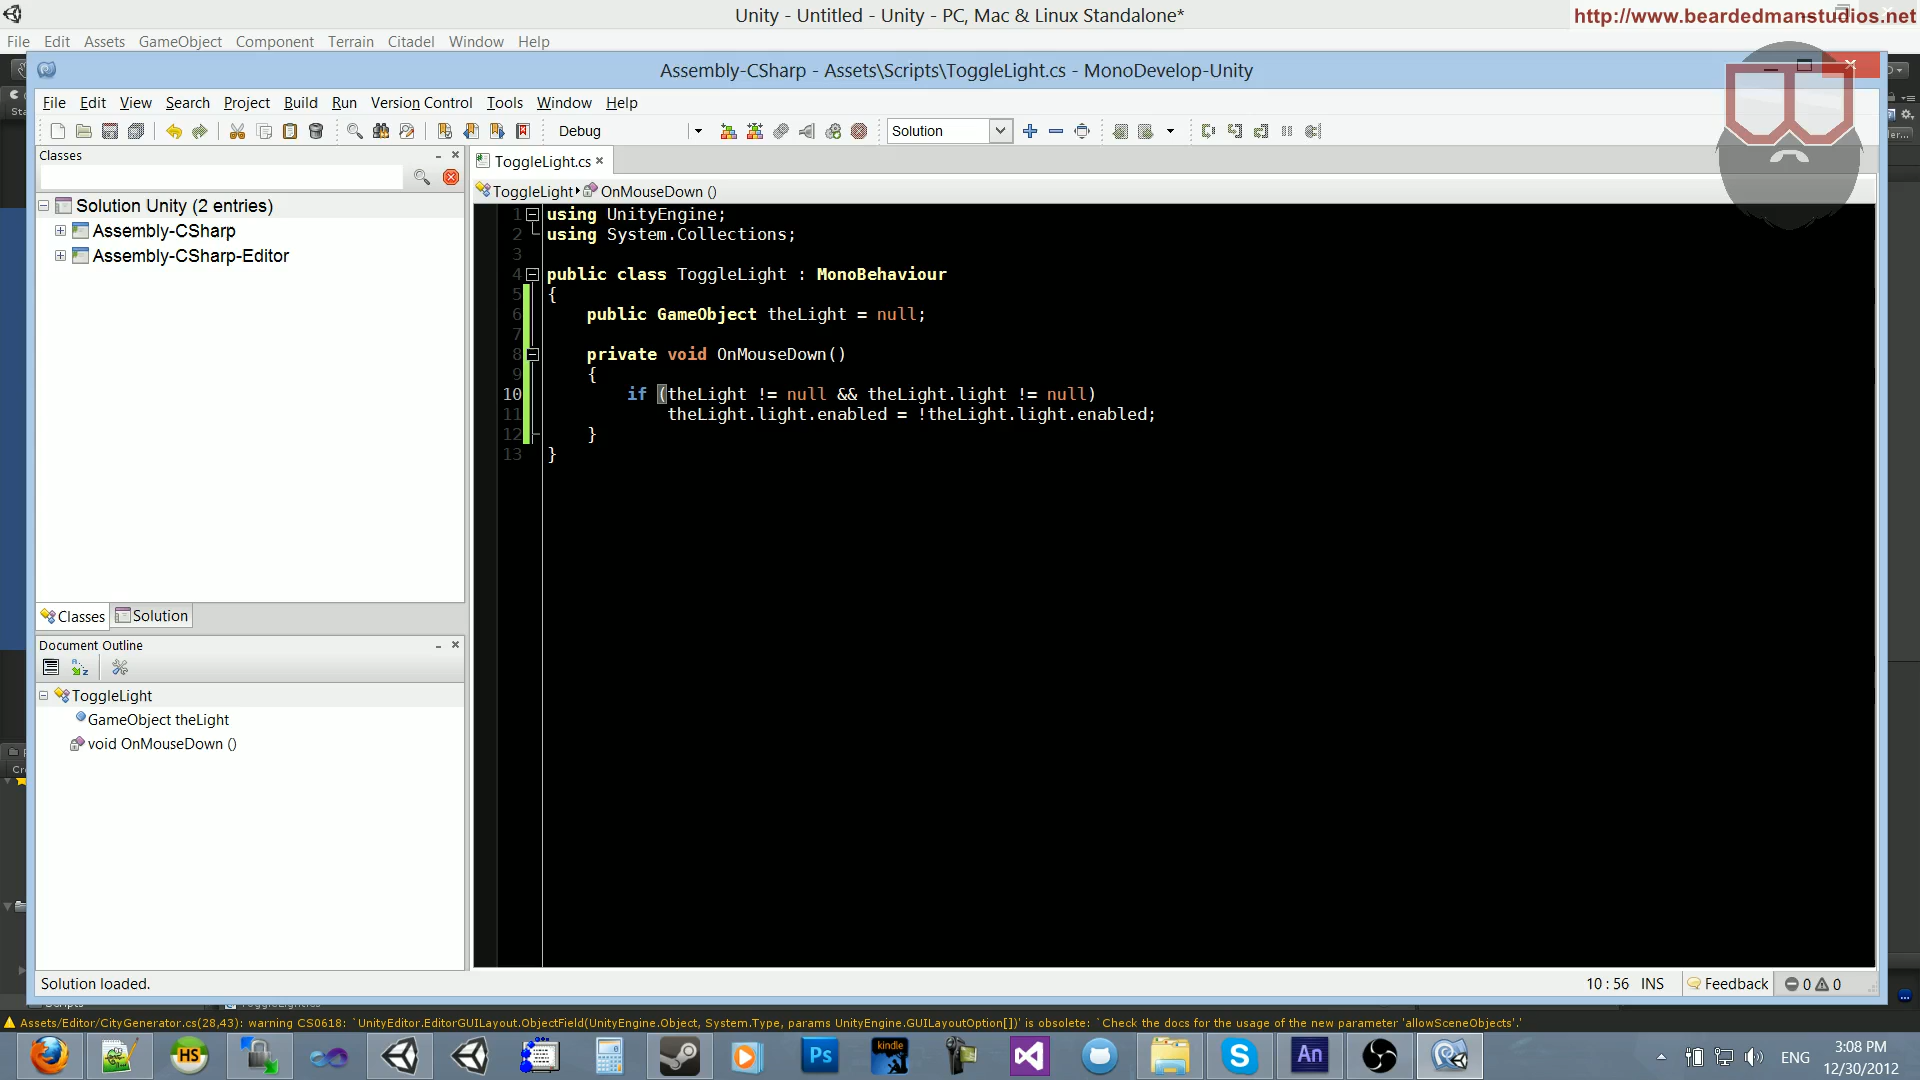 Unity - Untitled - Unity - PC, Mac & Linux Standalone*
http://www.beardedmanstudios.net
File Edit Assets GameObject Component Terrain Citadel Window Help
Assembly-CSharp - Assets\Scripts\ToggleLight.cs - MonoDevelop-Unity
File Edit View Search Project Build Run Version Control Tools Window Help
Debug
Solution
Classes
ToggleLight.cs
ToggleLight OnMouseDown ()
Solution Unity (2 entries)
Assembly-CSharp
Assembly-CSharp-Editor
1 using UnityEngine;
2 using System.Collections;
3
4 public class ToggleLight : MonoBehaviour
5 {
6 public GameObject theLight = null;
7
8 private void OnMouseDown()
9 {
10 if (theLight != null && theLight.light != null)
11 theLight.light.enabled = !theLight.light.enabled;
12 }
13 }
Classes Solution
Document Outline
ToggleLight
GameObject theLight
void OnMouseDown ()
Solution loaded.
10 : 56 INS Feedback 0 0
Assets/Editor/CityGenerator.cs(28,43): warning CS0618: `UnityEditor.EditorGUILayout.ObjectField(UnityEngine.Object, System.Type, params UnityEngine.GUILayoutOption[])' is obsolete: `Check the docs for the usage of the new parameter 'allowSceneObjects'.'
HS
Ps
kindle
An
ENG
3:08 PM
12/30/2012